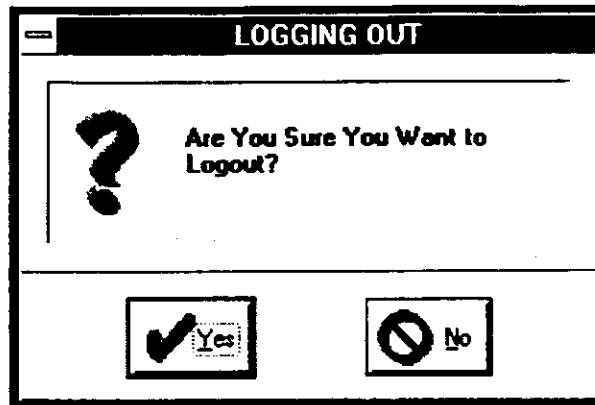 LOGGING OUT
Are You Sure You Want to
Logout?
Yes
No